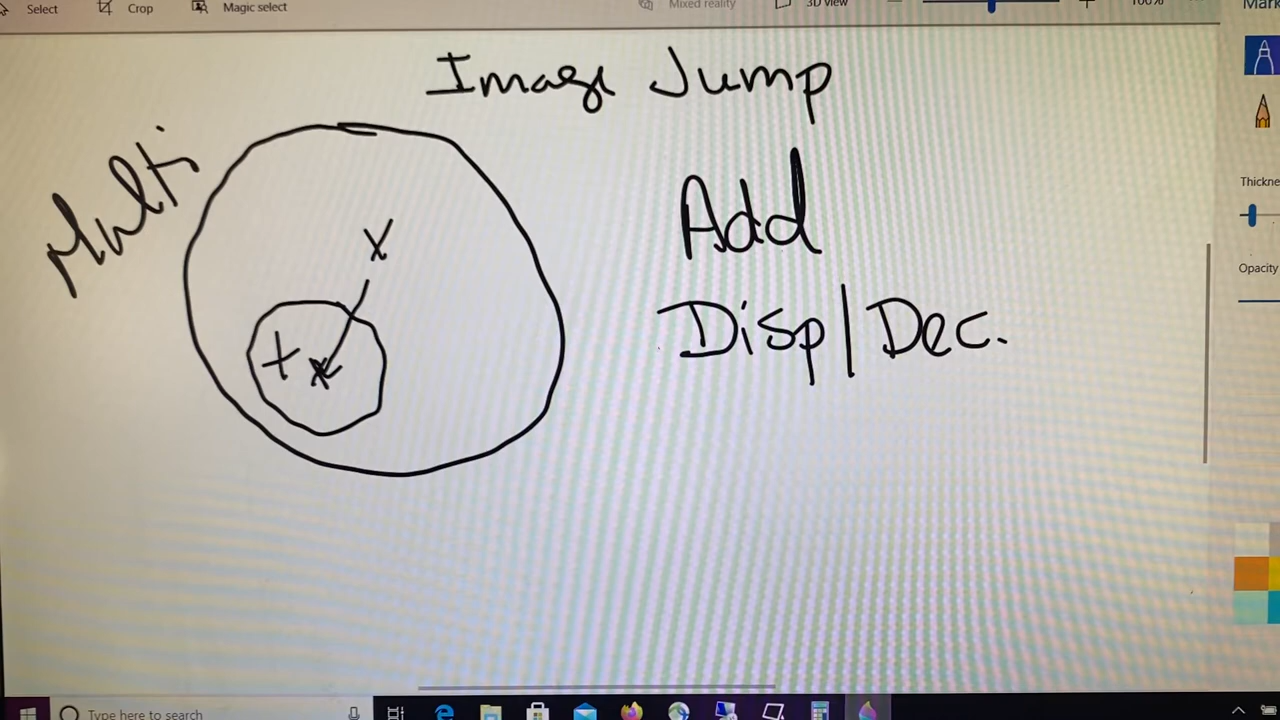 Select
Crop
Magic select
Mixed reality
3D view
100%
Image Jump
Multi
X
Add
Disp/Dec.
+ x
Thickne
Opacity
Type here to search